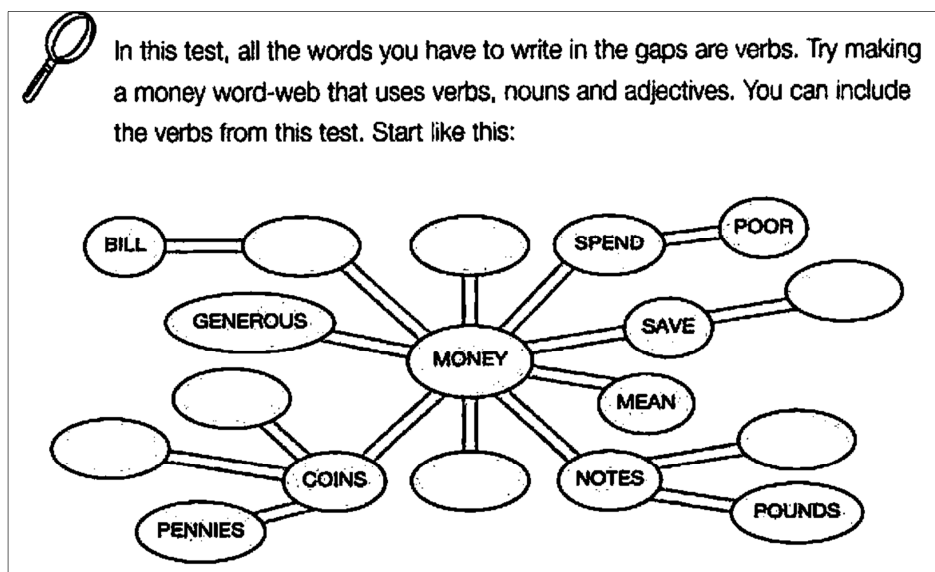 In this test, all the words you have to write in the gaps are verbs. Try making
a money word-web that uses verbs, nouns and adjectives. You can include
the verbs from this test. Start like this:
BILL
SPEND
POOR
GENEROUS
SAVE
MONEY
MEAN
COINS
NOTES
PENNIES
POUNDS